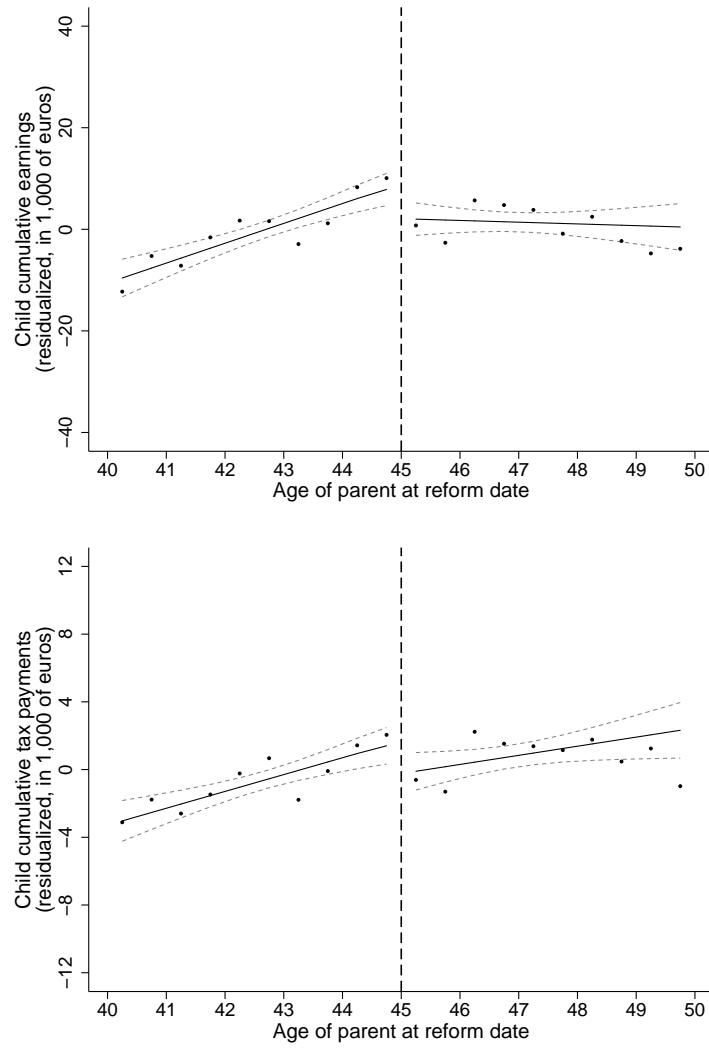 Child cumulative earnings
(residualized, in 1,000 of euros)
40
20
0
−20
−40
40 41 42 43 44 45 46 47 48 49 50
Age of parent at reform date
Child cumulative tax payments
(residualized, in 1,000 of euros)
12
8
4
0
−4
−8
−12
40 41 42 43 44 45 46 47 48 49 50
Age of parent at reform date